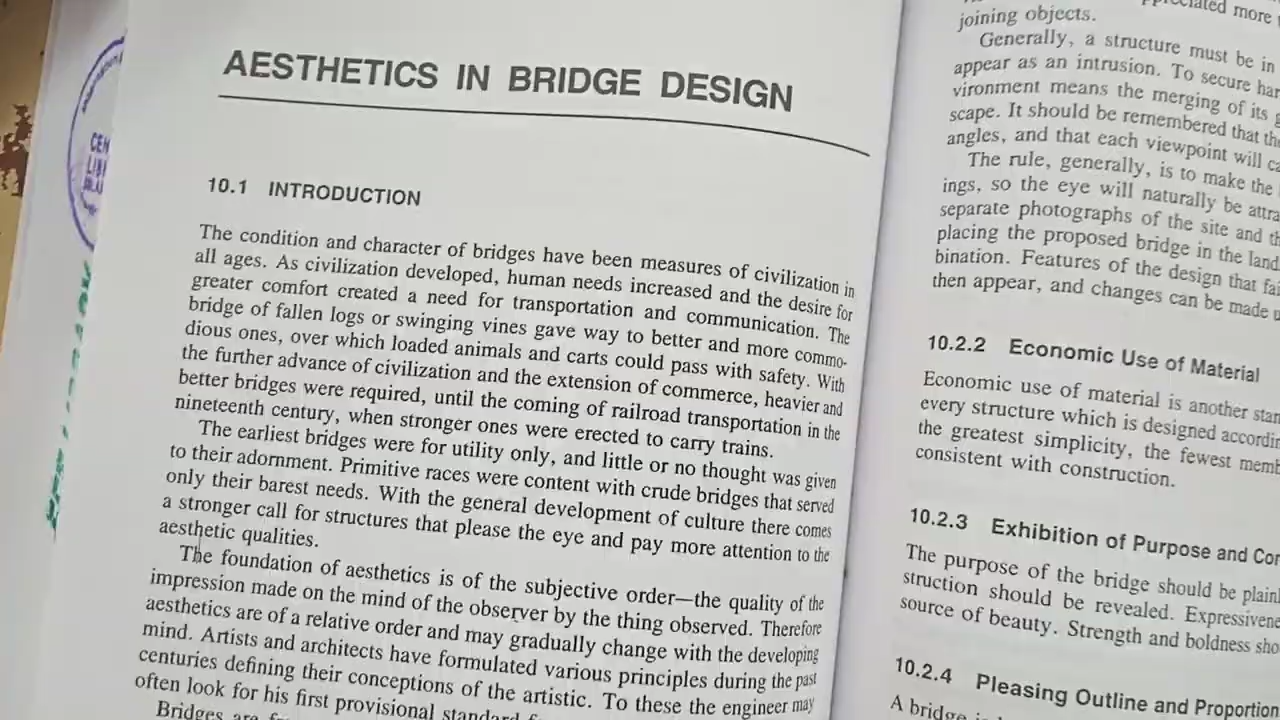 AESTHETICS IN BRIDGE DESIGN
10.1 INTRODUCTION
The condition and character of bridges have been measures of civilization in
all ages. As civilization developed, human needs increased and the desire for
greater comfort created a need for transportation and communication. The
bridge of fallen logs or swinging vines gave way to better and more commo-
dious ones, over which loaded animals and carts could pass with safety. With
the further advance of civilization and the extension of commerce, heavier and
better bridges were required, until the coming of railroad transportation in the
nineteenth century, when stronger ones were erected to carry trains.
The earliest bridges were for utility only, and little or no thought was given
to their adornment. Primitive races were content with crude bridges that served
only their barest needs. With the general development of culture there comes
a stronger call for structures that please the eye and pay more attention to the
aesthetic qualities.
The foundation of aesthetics is of the subjective order—the quality of the
impression made on the mind of the observer by the thing observed. Therefore
aesthetics are of a relative order and may gradually change with the developing
mind. Artists and architects have formulated various principles during the past
centuries defining their conceptions of the artistic. To these the engineer may
often look for his first provisional standard
Bridges are
more
joining objects.
Generally, a structure must be in
appear as an intrusion. To secure
vironment means the merging of its
scape. It should be remembered that
angles, and that each viewpoint will
The rule, generally, is to make the
ings, so the eye will naturally be
separate photographs of the site and
placing the proposed bridge in the
bination. Features of the design that
then appear, and changes can be made
10.2.2 Economic Use of Material
Economic use of material is another
every structure which is designed
the greatest simplicity, the fewest
consistent with construction.
10.2.3 Exhibition of Purpose and
The purpose of the bridge should be
struction should be revealed.
source of beauty. Strength and boldness
10.2.4 Pleasing Outline and Proportion
A bridge